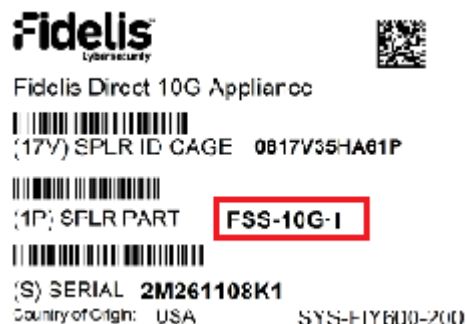 Fidelis
Cybersecurity
Fidelis Direct 10G Appliance
(17V) SPLR ID CAGE 0617V35HA61P
(1P) SPLR PART FSS-10G-I
(S) SERIAL 2M261108K1
Country of Origin: USA